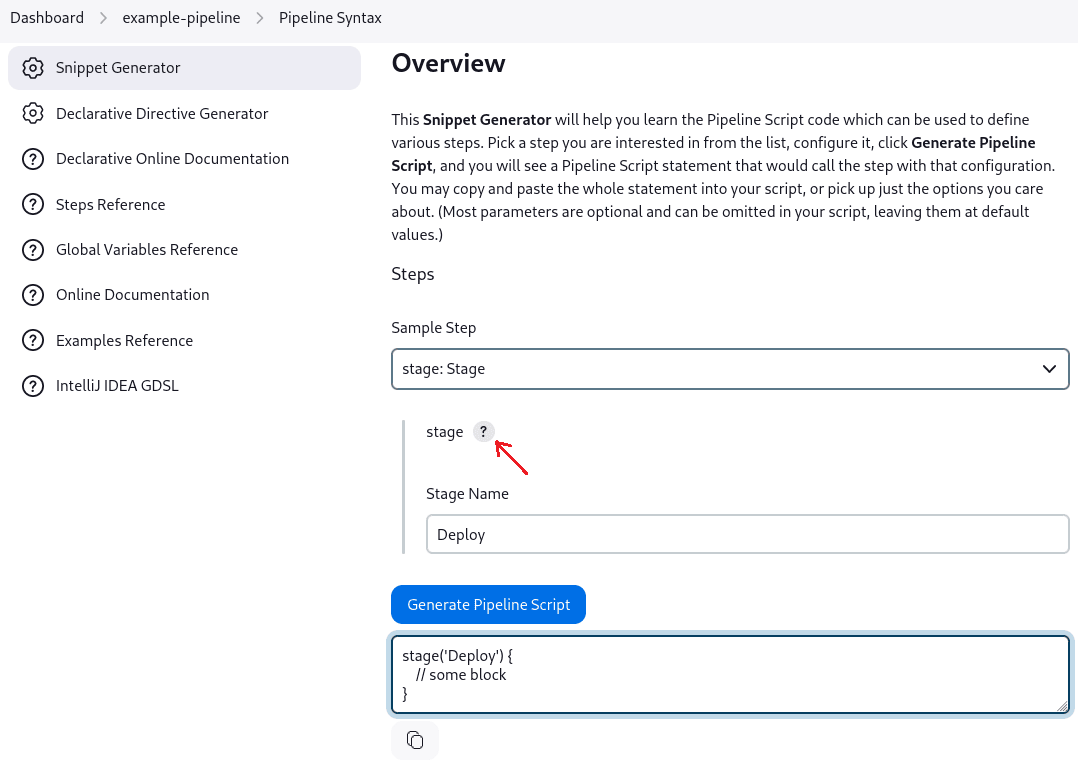 Dashboard > example-pipeline > Pipeline Syntax
Snippet Generator
Declarative Directive Generator
Declarative Online Documentation
Steps Reference
Global Variables Reference
Online Documentation
Examples Reference
IntelliJ IDEA GDSL
Overview
This Snippet Generator will help you learn the Pipeline Script code which can be used to define
various steps. Pick a step you are interested in from the list, configure it, click Generate Pipeline
Script, and you will see a Pipeline Script statement that would call the step with that configuration.
You may copy and paste the whole statement into your script, or pick up just the options you care
about. (Most parameters are optional and can be omitted in your script, leaving them at default
values.)
Steps
Sample Step
stage: Stage
stage ?
Stage Name
Deploy
Generate Pipeline Script
stage('Deploy') {
    // some block
}